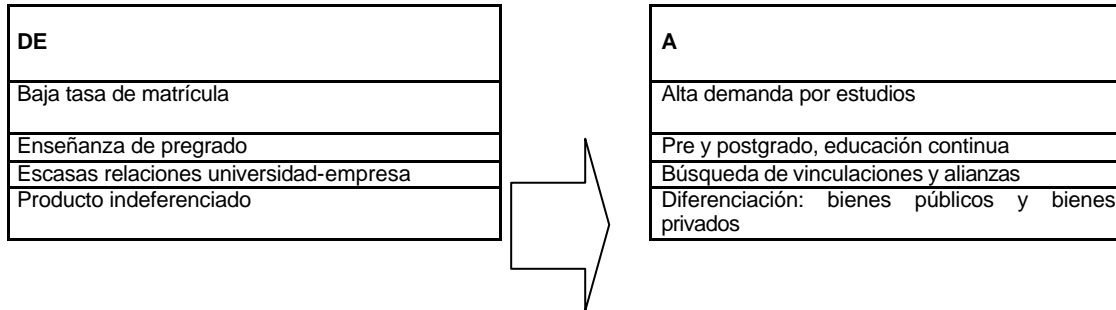 DE
Baja tasa de matrícula
Enseñanza de pregrado
Escasas relaciones universidad-empresa
Producto indeferenciado
A
Alta demanda por estudios
Pre y postgrado, educación continua
Búsqueda de vinculaciones y alianzas
Diferenciación: bienes públicos y bienes
privados